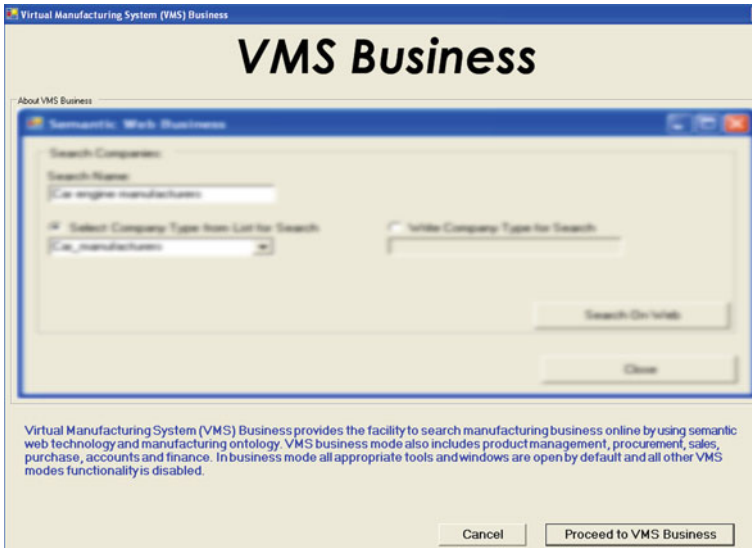 Virtual Manufacturing System (VMS) Business
VMS Business
About VMS Business
Semantic Web Business
Search Companies:
Search Name:
Car engine manufacturers
Select Company Type from List for Search
Write Company Type for Search
Car_manufacturers
Search On Web
Close
Virtual Manufacturing System (VMS) Business provides the facility to search manufacturing business online by using semantic
web technology and manufacturing ontology. VMS business mode also includes product management, procurement, sales,
purchase, accounts and finance. In business mode all appropriate tools and windows are open by default and all other VMS
modes functionality is disabled.
Cancel
Proceed to VMS Business